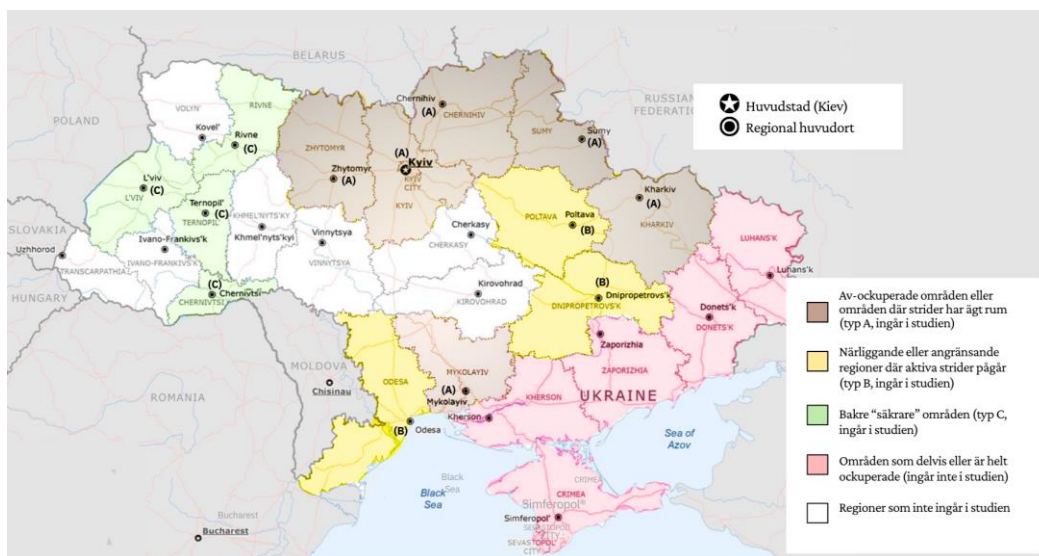 BELARUS
RUSSIAN
FEDERATION
POLAND
SLOVAKIA
HUNGARY
ROMANIA
MOLDOVA
Chisinau
Bucharest
Bucharest
VOLYN'
Kovel'
RIVNE
Rivne
(C)
L'viv
(C)
L'VIV
Ternopil'
(C)
TERNOPIL
KHMEL'NYTS'KY
Khmel'nyts'kyi
Ivano-Frankivs'k
IVANO-FRANKIVS'K
Uzhhorod
TRANSCARPATHIA
(C)
Chernivtsi
CHERNIVTSI
Vinnytsya
VINNYTSYA
ZHYTOMYR
Zhytomyr
(A)
(A)
Kyiv
KYIV
CITY
KYIV
Chernihiv
(A)
CHERNIHIV
SUMY
Sumy
(A)
Kharkiv
(A)
KHARKIV
POLTAVA
Poltava
(B)
Cherkasy
CHERKASY
Kirovohrad
KIROVOHRAD
(B)
Dnipropetrovs'k
DNIPROPETROVS'K
LUHANS'K
Luhans'k
Donets'k
DONETS'K
Zaporizhia
ZAPORIZHIA
UKRAINE
KHERSON
Kherson
MYKOLAYIV
(A)
Mykolayiv
ODESA
(B)
Odesa
Sea of
Azov
Black
Sea
Black
Sea
CRIMEA
CRIMEA
Simferopol
Simferopol'
SEVASTOPOL'
CITY
SEVASTOPOL'
CITY
Huvudstad (Kiev)
Regional huvudort
Av-ockuperade områden eller
områden där strider har ägt rum
(typ A, ingår i studien)
Närliggande eller angränsande
regioner där aktiva strider pågår
(typ B, ingår i studien)
Bakre “säkrare” områden (typ C,
ingår i studien)
Områden som delvis eller är helt
ockuperade (ingår inte i studien)
Regioner som inte ingår i studien